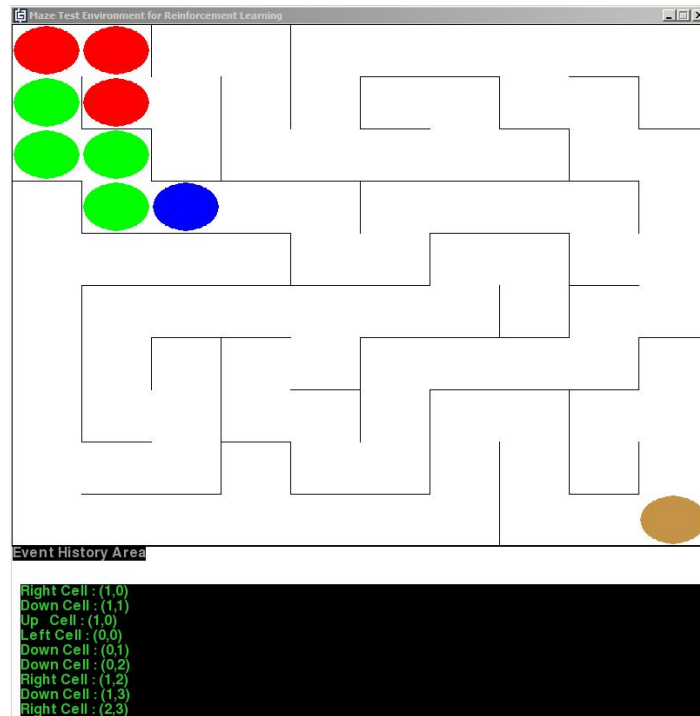 Maze Test Environment for Reinforcement Learning
Event History Area
Right Cell : (1,0)
Down Cell : (1,1)
Up Cell : (1,0)
Left Cell : (0,0)
Down Cell : (0,1)
Down Cell : (0,2)
Right Cell : (1,2)
Down Cell : (1,3)
Right Cell : (2,3)